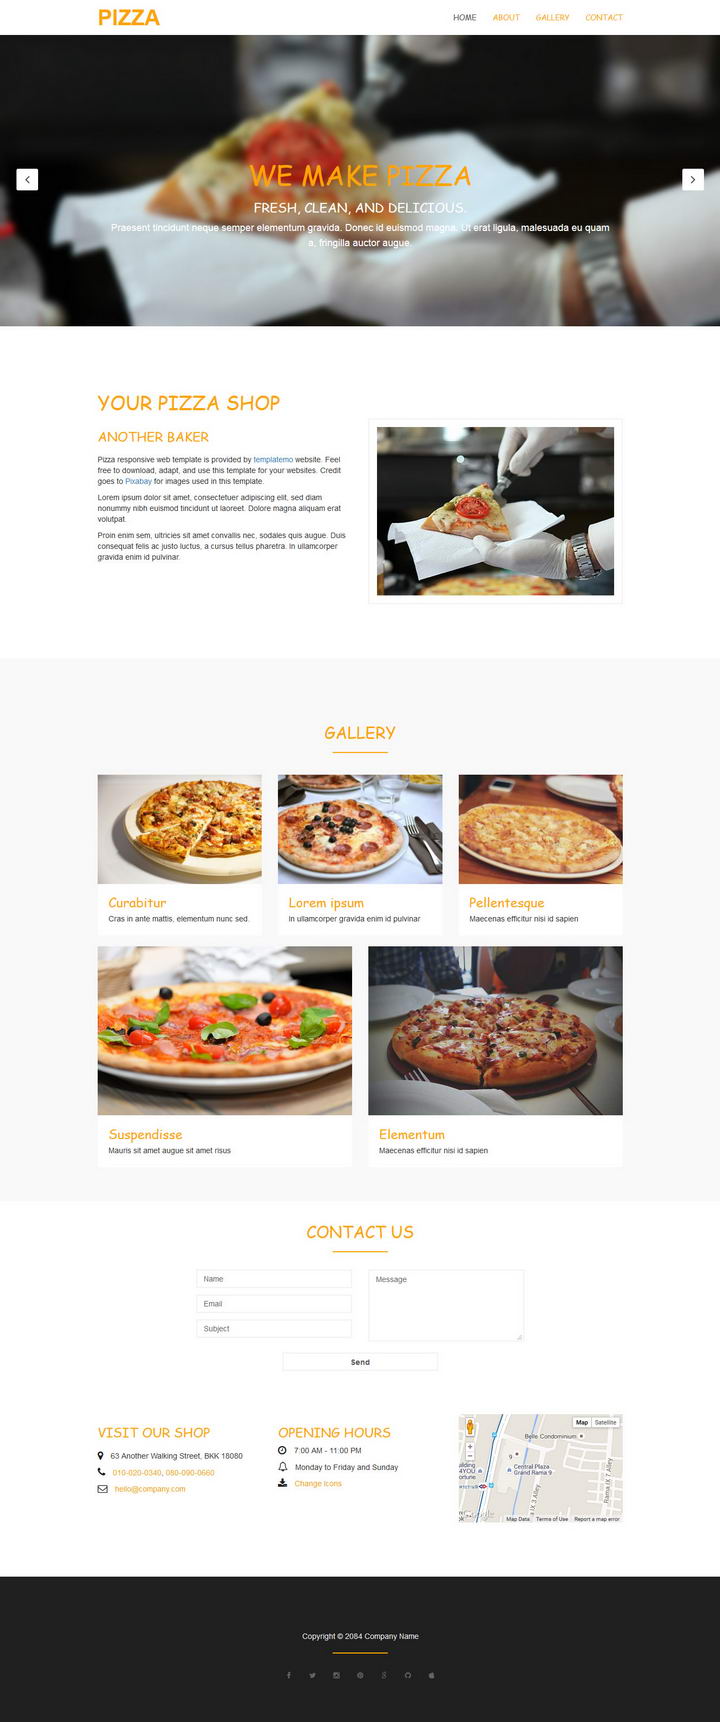 PIZZA
HOME ABOUT GALLERY CONTACT
WE MAKE PIZZA
FRESH, CLEAN, AND DELICIOUS.
Praesent tincidunt neque semper elementum gravida. Donec id euismod magna. Ut erat ligula, malesuada eu quam
a, fringilla auctor augue.
YOUR PIZZA SHOP
ANOTHER BAKER
Pizza responsive web template is provided by templatemo website. Feel
free to download, adapt, and use this template for your websites. Credit
goes to Pixabay for images used in this template.
Lorem ipsum dolor sit amet, consectetuer adipiscing elit, sed diam
nonummy nibh euismod tincidunt ut laoreet. Dolore magna aliquam erat
volutpat.
Proin enim sem, ultricies sit amet convallis nec, sodales quis augue. Duis
consequat felis ac justo luctus, a cursus tellus pharetra. In ullamcorper
gravida enim id pulvinar.
GALLERY
Curabitur
Cras in ante mattis, elementum nunc sed.
Lorem ipsum
In ullamcorper gravida enim id pulvinar
Pellentesque
Maecenas efficitur nisi id sapien
Suspendisse
Mauris sit amet augue sit amet risus
Elementum
Maecenas efficitur nisi id sapien
CONTACT US
Name
Email
Subject
Message
Send
VISIT OUR SHOP
63 Another Walking Street, BKK 18080
010-020-0340, 080-090-0660
hello@company.com
OPENING HOURS
7:00 AM - 11:00 PM
Monday to Friday and Sunday
Change Icons
Map Satellite
Belle Condominium
9
Central Plaza
Grand Rama 9
Rama IX 7 Alley
IX 3 Alley
Google
Map Data Terms of Use Report a map error
Copyright © 2084 Company Name